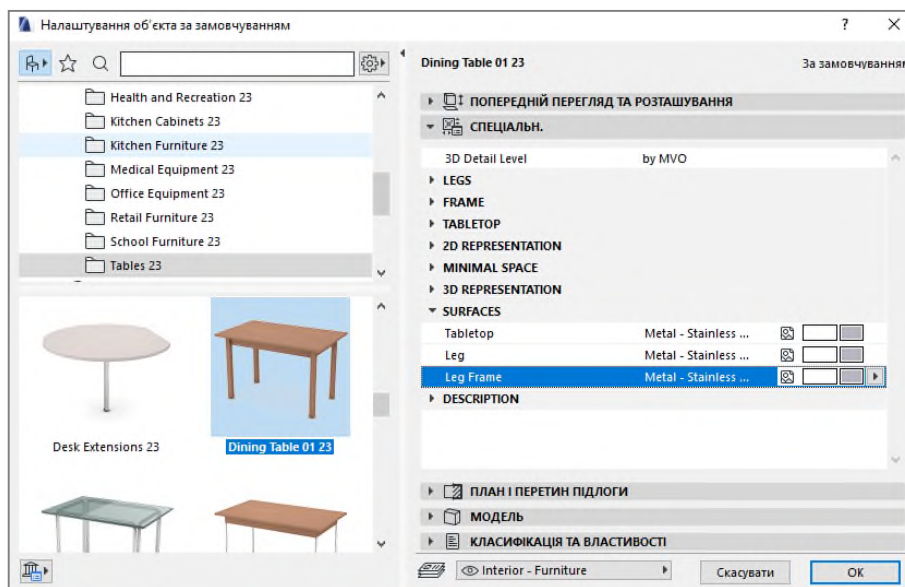 Налаштування об'єкта за замовчуванням
?
Dining Table 01 23
За замовчуванням
Health and Recreation 23
Kitchen Cabinets 23
Kitchen Furniture 23
Medical Equipment 23
Office Equipment 23
Retail Furniture 23
School Furniture 23
Tables 23
Desk Extensions 23
Dining Table 01 23
ПОПЕРЕДНІЙ ПЕРЕГЛЯД ТА РОЗТАШУВАННЯ
СПЕЦІАЛЬН.
3D Detail Level by MVO
LEGS
FRAME
TABLETOP
2D REPRESENTATION
MINIMAL SPACE
3D REPRESENTATION
SURFACES
Tabletop Metal - Stainless ...
Leg Metal - Stainless ...
Leg Frame Metal - Stainless ...
DESCRIPTION
ПЛАН І ПЕРЕТИН ПІДЛОГИ
МОДЕЛЬ
КЛАСИФІКАЦІЯ ТА ВЛАСТИВОСТІ
Interior - Furniture
Скасувати
OK